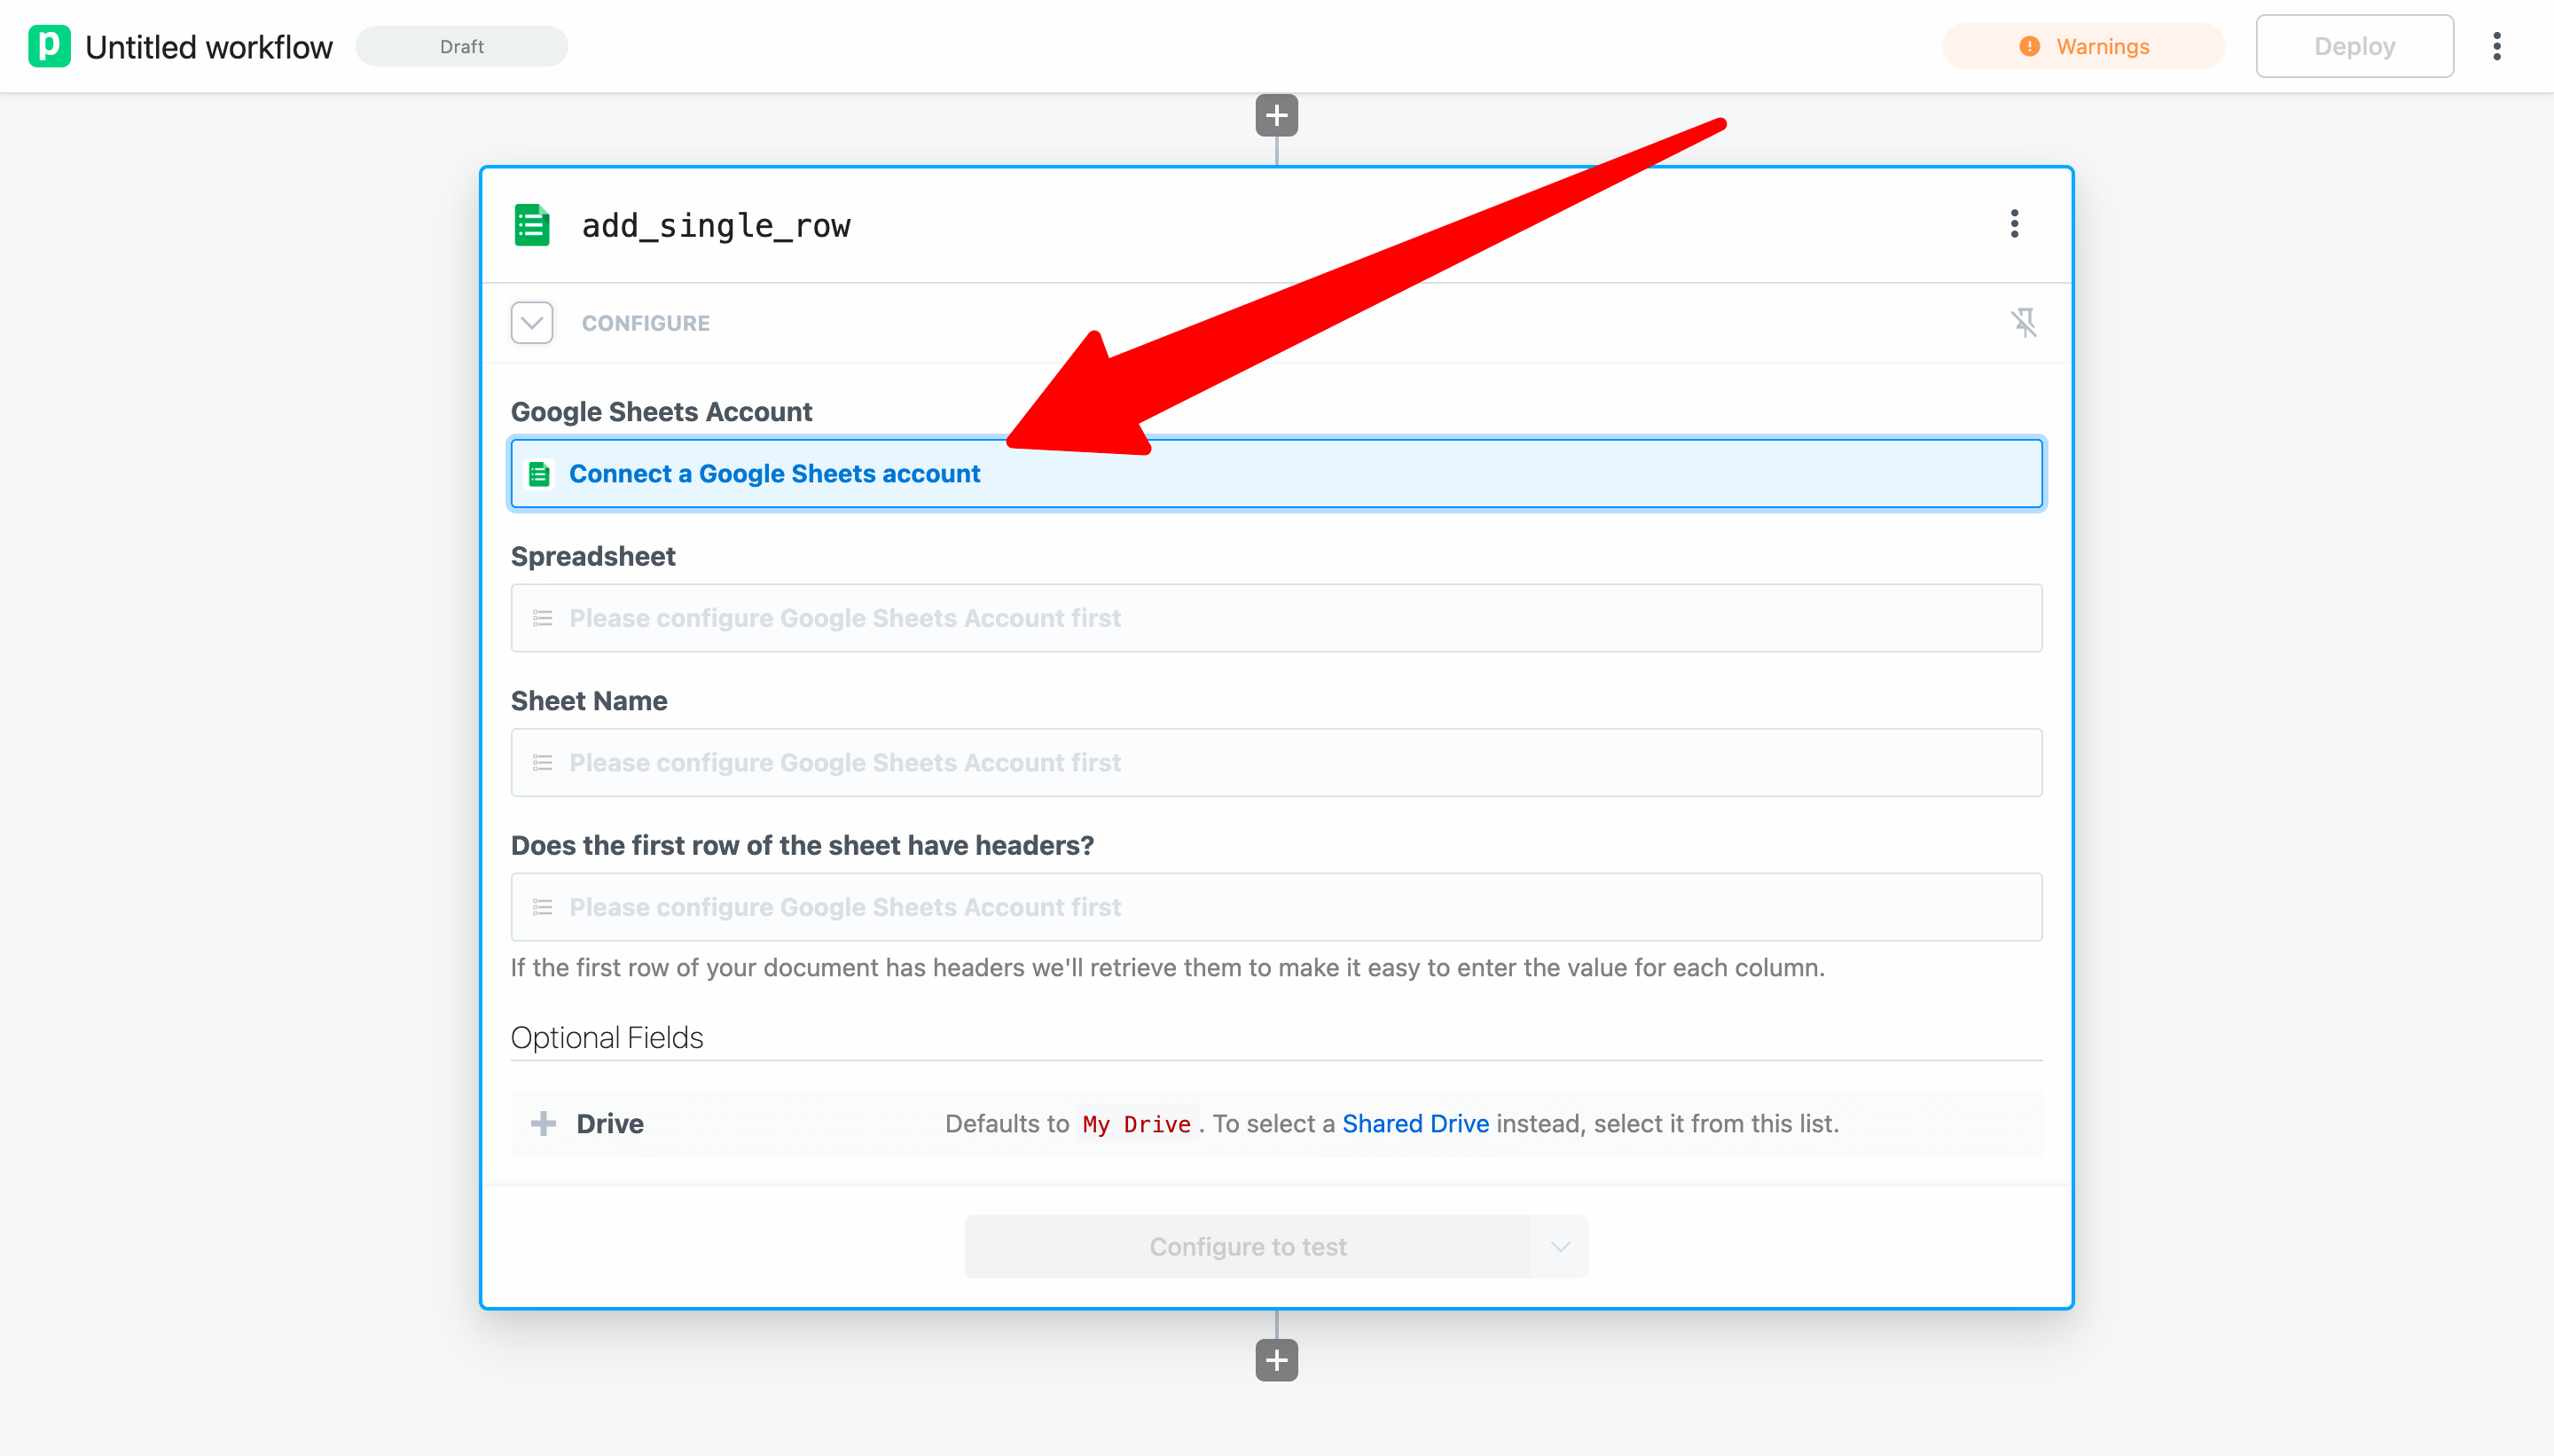 p Untitled workflow Draft Warnings Deploy
add_single_row
CONFIGURE
Google Sheets Account
Connect a Google Sheets account
Spreadsheet
Please configure Google Sheets Account first
Sheet Name
Please configure Google Sheets Account first
Does the first row of the sheet have headers?
Please configure Google Sheets Account first
If the first row of your document has headers we'll retrieve them to make it easy to enter the value for each column.
Optional Fields
Drive Defaults to My Drive. To select a Shared Drive instead, select it from this list.
Configure to test